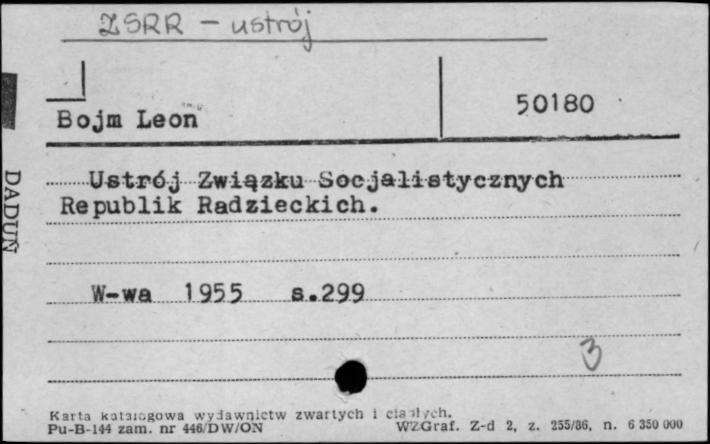 ZSRR - ustrój
50180
Bojm Leon
Ustrój Związku Socjalistycznych
Republik Radzieckich.
W-wa 1955 s.299
3
DADUŃ
Karta katalogowa wydawnictw zwartych i ciągłych.
Pu-B-144 zam. nr 446/DW/ON WZGraf. Z-d 2, z. 255/86, n. 6 350 000